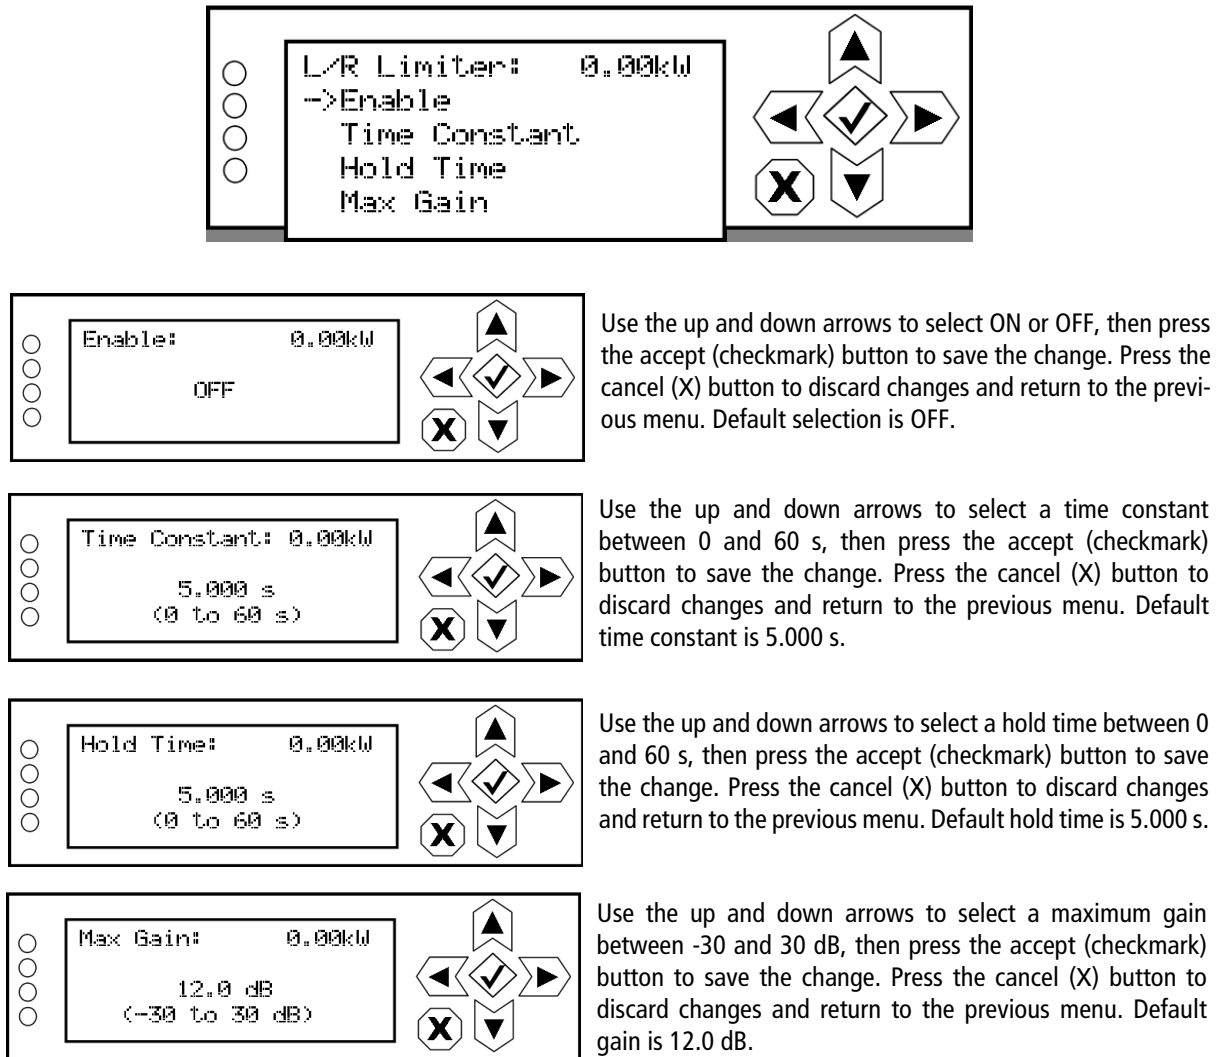 L/R Limiter: 0.00kW
->Enable
Time Constant
Hold Time
Max Gain
X
Enable: 0.00kW
OFF
X
Use the up and down arrows to select ON or OFF, then press
the accept (checkmark) button to save the change. Press the
cancel (X) button to discard changes and return to the previ-
ous menu. Default selection is OFF.
Time Constant: 0.00kW
5.000 s
(0 to 60 s)
X
Use the up and down arrows to select a time constant
between 0 and 60 s, then press the accept (checkmark)
button to save the change. Press the cancel (X) button to
discard changes and return to the previous menu. Default
time constant is 5.000 s.
Hold Time: 0.00kW
5.000 s
(0 to 60 s)
X
Use the up and down arrows to select a hold time between 0
and 60 s, then press the accept (checkmark) button to save
the change. Press the cancel (X) button to discard changes
and return to the previous menu. Default hold time is 5.000 s.
Max Gain: 0.00kW
12.0 dB
(-30 to 30 dB)
X
Use the up and down arrows to select a maximum gain
between -30 and 30 dB, then press the accept (checkmark)
button to save the change. Press the cancel (X) button to
discard changes and return to the previous menu. Default
gain is 12.0 dB.